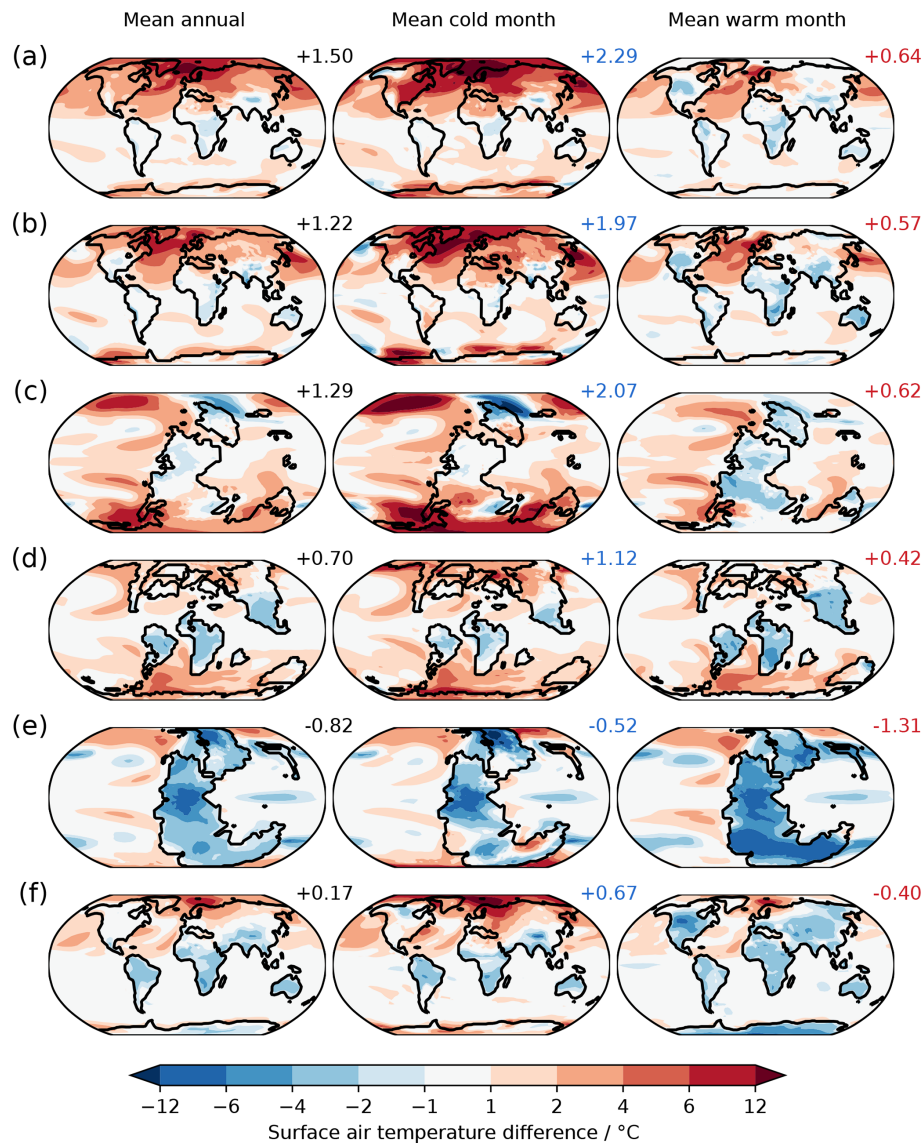 Mean annual Mean cold month Mean warm month
(a) +1.50 +2.29 +0.64
(b) +1.22 +1.97 +0.57
(c) +1.29 +2.07 +0.62
(d) +0.70 +1.12 +0.42
(e) -0.82 -0.52 -1.31
(f) +0.17 +0.67 -0.40
−12 −6 −4 −2 −1 1 2 4 6 12
Surface air temperature difference / °C